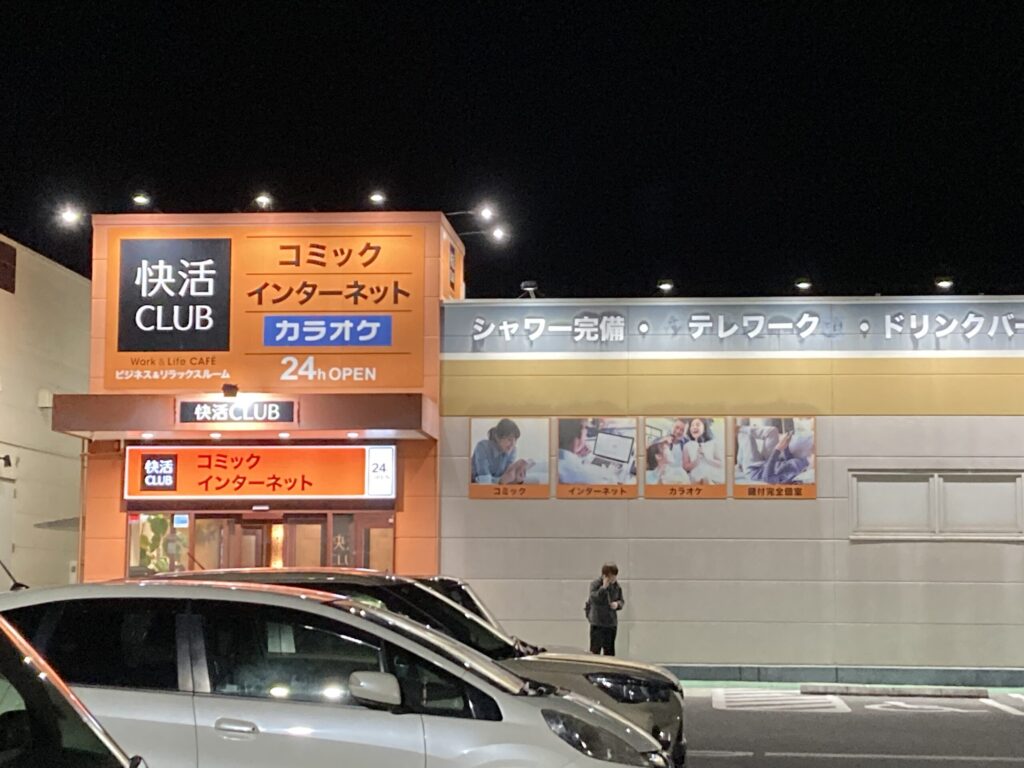 快活
CLUB
Work & Life CAFE
ビジネス&リラックスルーム
コミック
インターネット
カラオケ
24h OPEN
シャワー完備・ テレワーク ・ドリンクバー
快活CLUB
快活
CLUB
コミック
インターネット
24
コミック
インターネット
カラオケ
鍵付完全個室